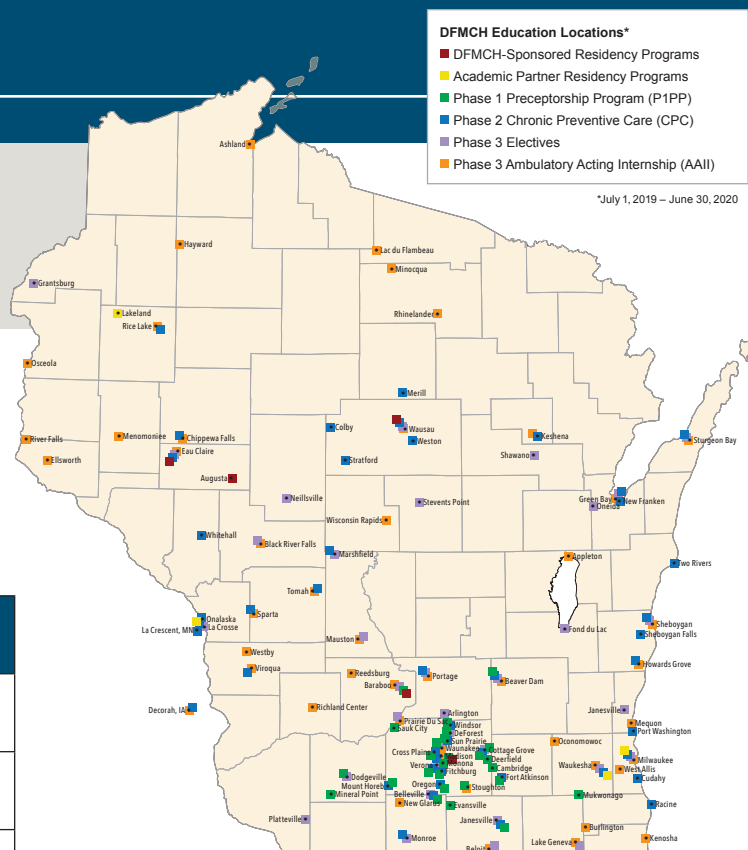 DFMCH Education Locations*
DFMCH-Sponsored Residency Programs
Academic Partner Residency Programs
Phase 1 Preceptorship Program (P1PP)
Phase 2 Chronic Preventive Care (CPC)
Phase 3 Electives
Phase 3 Ambulatory Acting Internship (AAII)
*July 1, 2019 – June 30, 2020
Ashland
Hayward
Lac du Flambeau
Minocqua
Grantsburg
Lakeland
Rhinelander
Rice Lake
Osceola
Merill
Colby
Wausau
River Falls
Menomoniee
Chippewa Falls
Weston
Keshena
Sturgeon Bay
Eau Claire
Shawano
Ellsworth
Stratford
Augusta
Neillsville
Stevens Point
Green Bay
New Franken
Oneida
Wisconsin Rapids
Whitehall
Black River Falls
Marshfield
Appleton
Two Rivers
Tomah
Sparta
Onalaska
La Crosse
La Crescent, MN
Fond du Lac
Sheboygan
Sheboygan Falls
Mauston
Westby
Howards Grove
Viroqua
Reedsburg
Portage
Baraboo
Beaver Dam
Decorah, IA
Richland Center
Arlington
Janesville
Prairie Du Sac
Sauk City
Windsor
DeForest
Mequon
Port Washington
Sun Prairie
Oconomowoc
Waunakee
Cottage Grove
Cross Plains
Madison
Deerfield
Milwaukee
Verona
Monona
Waukesha
West Allis
Fitchburg
Cambridge
Dodgeville
Fort Atkinson
Cudahy
Mount Horeb
Oregon
Stoughton
Mineral Point
Belleville
Mukwonago
New Glarus
Evansville
Racine
Platteville
Janesville
Burlington
Monroe
Kenosha
Lake Geneva
Beloit